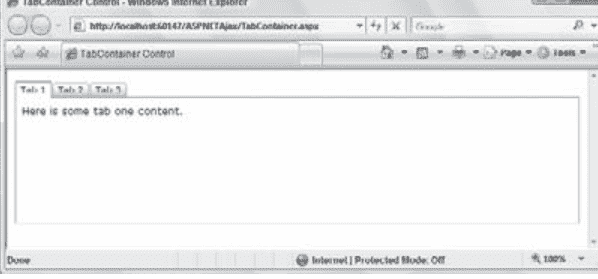 TabContainer Control - Windows Internet Explorer
http://localhost:60147/ASPNETAjax/TabContainer.aspx
Google
TabContainer Control
Page
Tools
Tab 1 Tab 2 Tab 3
Here is some tab one content.
Done
Internet | Protected Mode: Off
100%